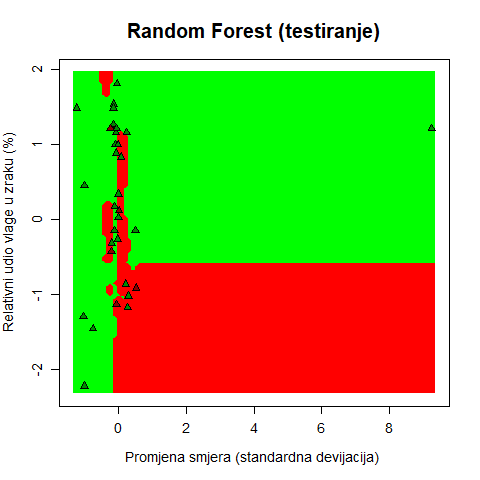 Random Forest (testiranje)
Relativni udio vlage u zraku (%)
2
1
0
-1
-2
0 2 4 6 8
Promjena smjera (standardna devijacija)